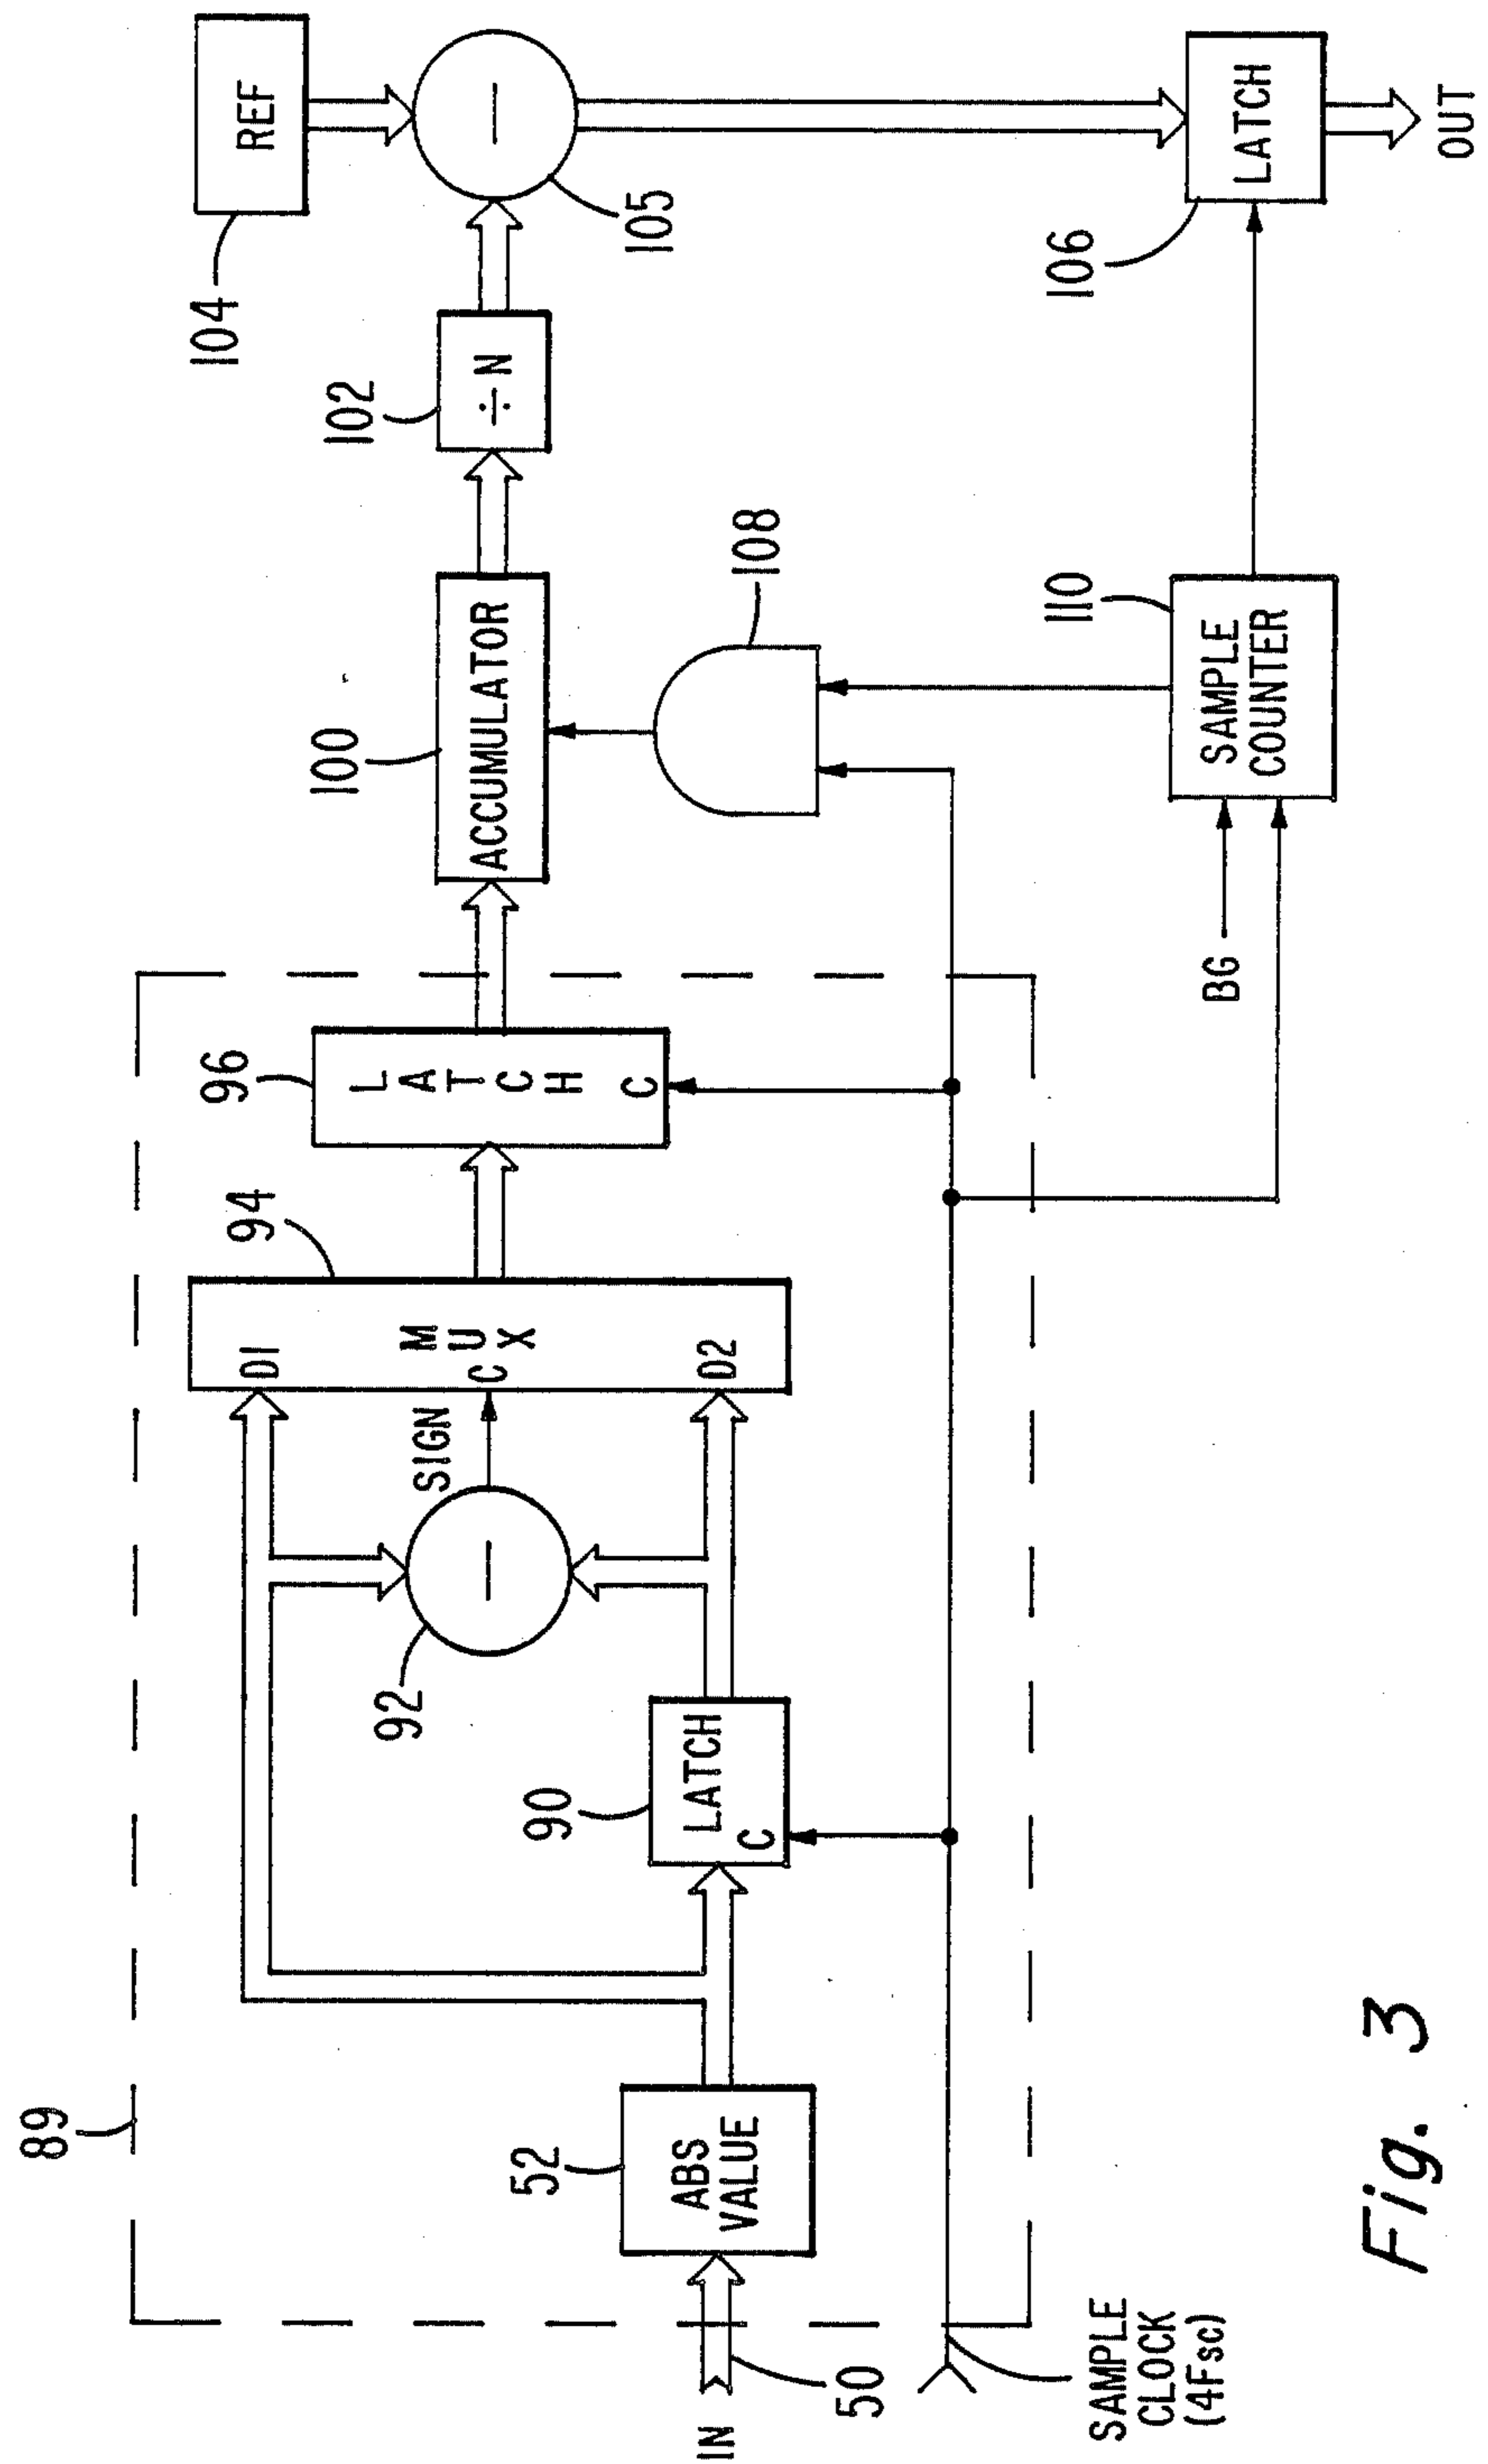 89
IN
50
52
ABS
VALUE
90
LATCH
C
92
SIGN
94
D1
MUX
C
D2
96
LATCH
C
SAMPLE
CLOCK
(4Fsc)
100
ACCUMULATOR
102
÷N
104
REF
105
108
BG
110
SAMPLE
COUNTER
106
LATCH
OUT
Fig. 3